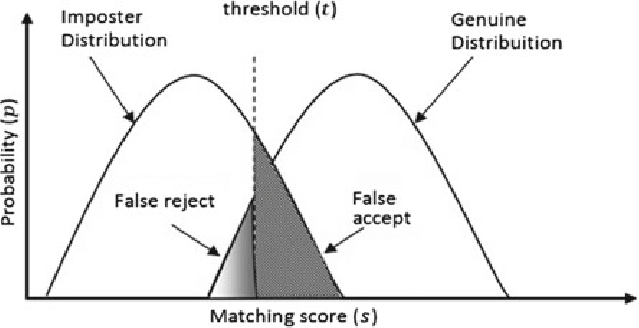 threshold (t)
Imposter
Distribution
Genuine
Distribuition
Probability (p)
False reject
False
accept
Matching score (s)